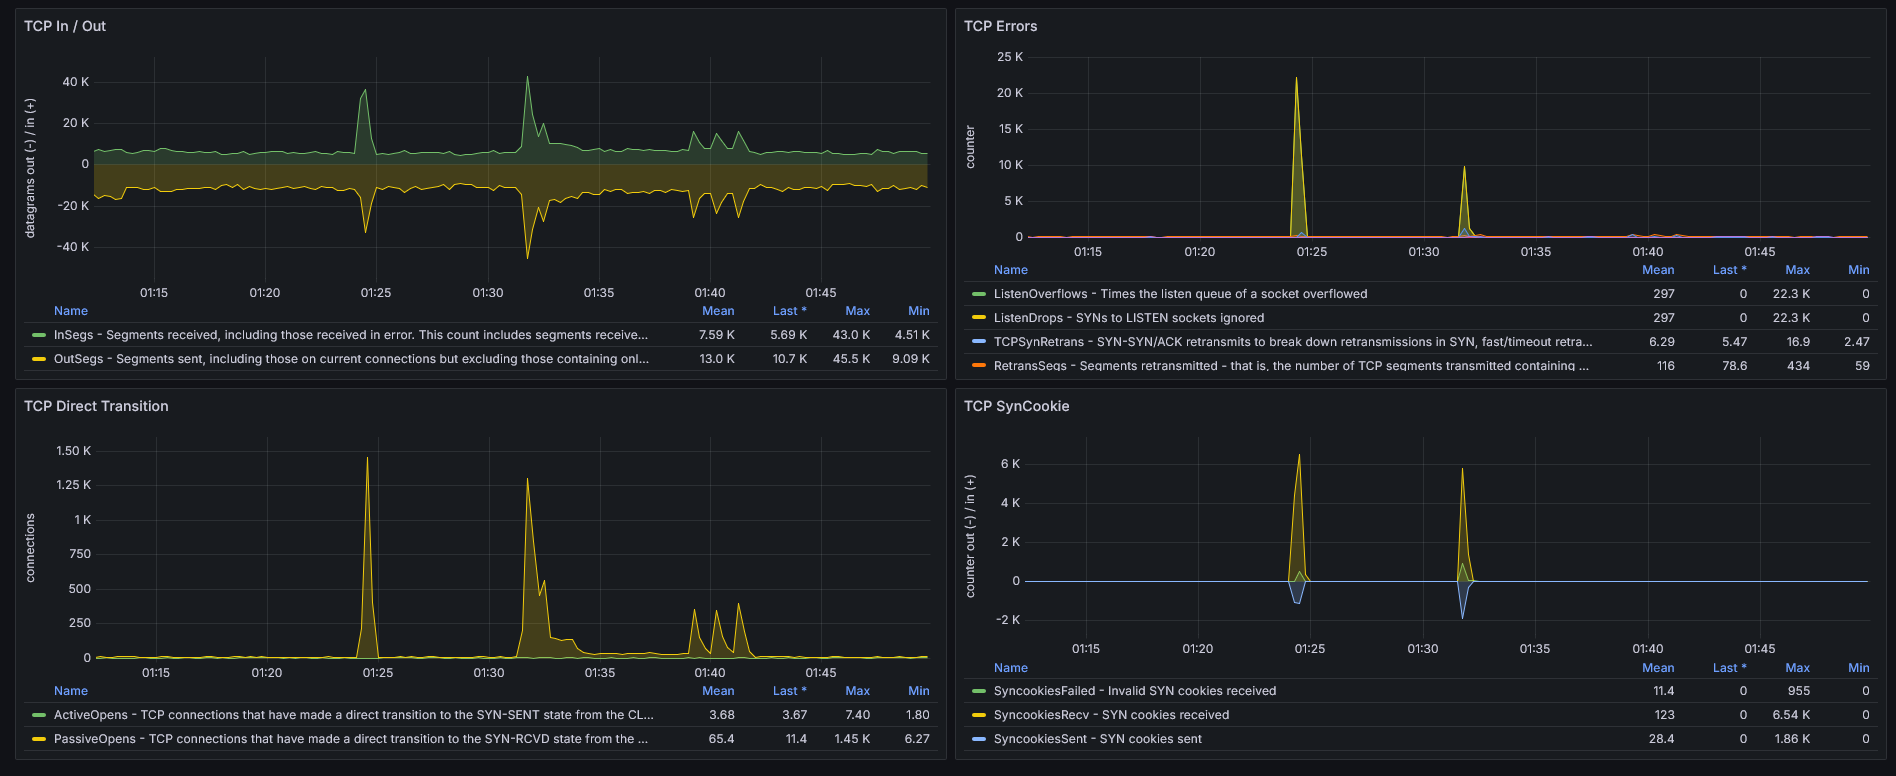 TCP In / Out
datagrams out (-) / in (+)
40 K
20 K
0
-20 K
-40 K
01:15 01:20 01:25 01:30 01:35 01:40 01:45
Name Mean Last * Max Min
InSegs - Segments received, including those received in error. This count includes segments receive... 7.59 K 5.69 K 43.0 K 4.51 K
OutSegs - Segments sent, including those on current connections but excluding those containing onl... 13.0 K 10.7 K 45.5 K 9.09 K
TCP Errors
counter
25 K
20 K
15 K
10 K
5 K
0
01:15 01:20 01:25 01:30 01:35 01:40 01:45
Name Mean Last * Max Min
ListenOverflows - Times the listen queue of a socket overflowed 297 0 22.3 K 0
ListenDrops - SYNs to LISTEN sockets ignored 297 0 22.3 K 0
TCPSynRetrans - SYN-SYN/ACK retransmits to break down retransmissions in SYN, fast/timeout retra... 6.29 5.47 16.9 2.47
RetransSegs - Segments retransmitted - that is, the number of TCP segments transmitted containing ... 116 78.6 434 59
TCP Direct Transition
connections
1.50 K
1.25 K
1 K
750
500
250
0
01:15 01:20 01:25 01:30 01:35 01:40 01:45
Name Mean Last * Max Min
ActiveOpens - TCP connections that have made a direct transition to the SYN-SENT state from the CL... 3.68 3.67 7.40 1.80
PassiveOpens - TCP connections that have made a direct transition to the SYN-RCVD state from the ... 65.4 11.4 1.45 K 6.27
TCP SynCookie
counter out (-) / in (+)
6 K
4 K
2 K
0
-2 K
01:15 01:20 01:25 01:30 01:35 01:40 01:45
Name Mean Last * Max Min
SyncookiesFailed - Invalid SYN cookies received 11.4 0 955 0
SyncookiesRecv - SYN cookies received 123 0 6.54 K 0
SyncookiesSent - SYN cookies sent 28.4 0 1.86 K 0